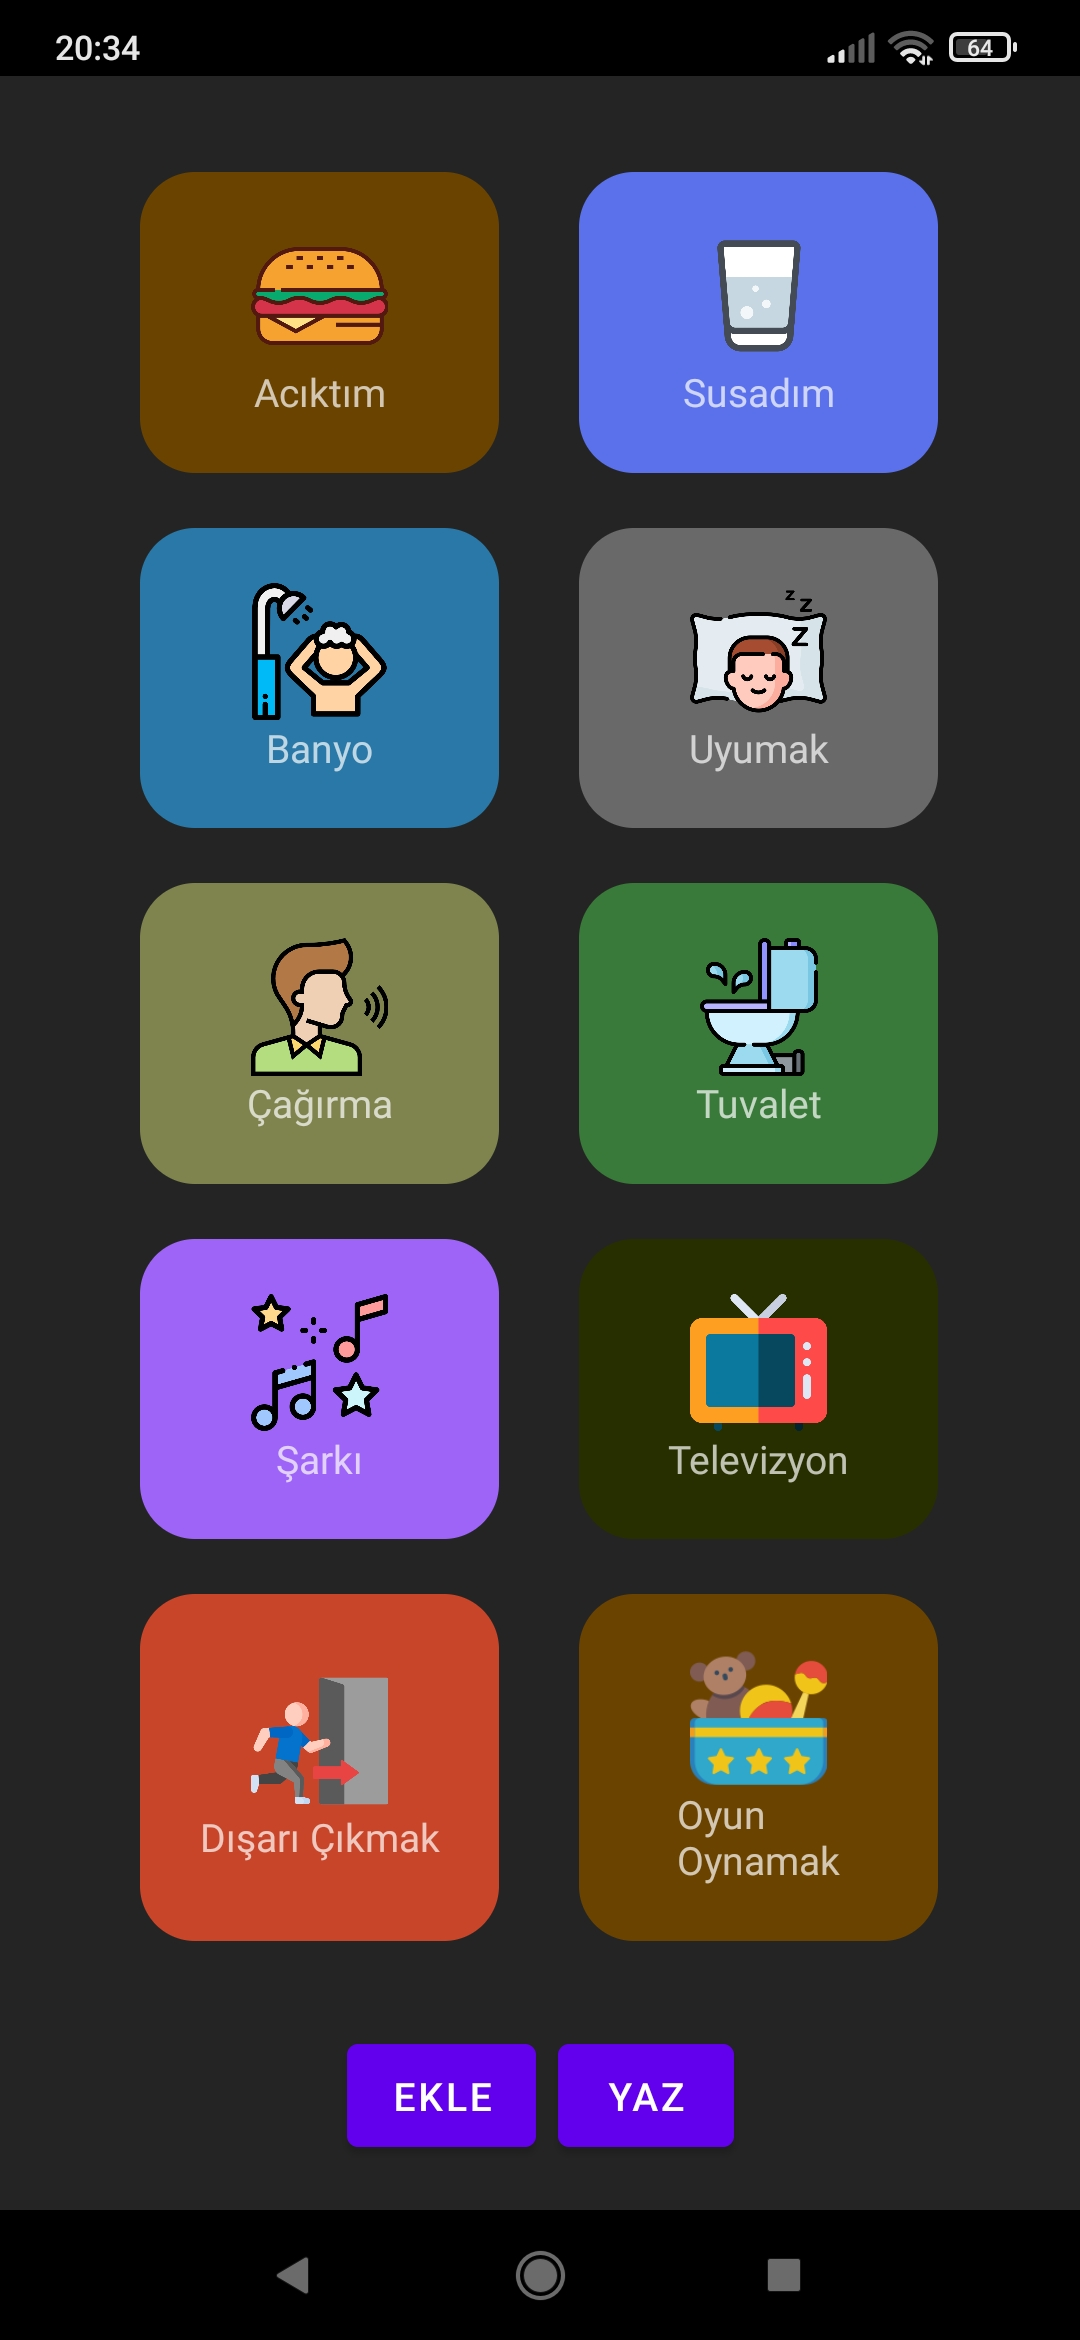 20:34
64
Acıktım
Susadım
Banyo
z z z
Uyumak
Çağırma
Tuvalet
Şarkı
Televizyon
Dışarı Çıkmak
Oyun
Oynamak
EKLE
YAZ